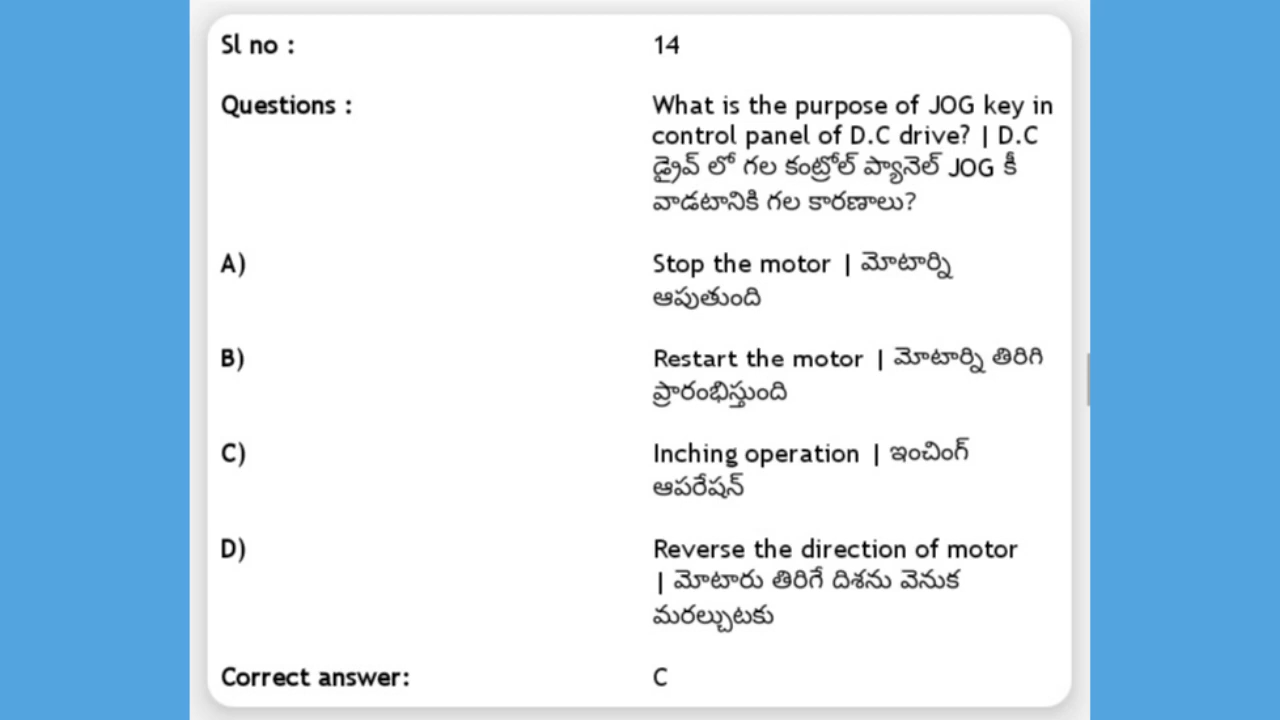 Sl no : 14
Questions : What is the purpose of JOG key in
control panel of D.C drive? | D.C
డ్రైవ్ లో గల కంట్రోల్ ప్యానెల్ JOG కీ
వాడటానికి గల కారణాలు?
A) Stop the motor | మోటార్ని
ఆపుతుంది
B) Restart the motor | మోటార్ని తిరిగి
ప్రారంభిస్తుంది
C) Inching operation | ఇంచింగ్
ఆపరేషన్
D) Reverse the direction of motor
| మోటారు తిరిగే దిశను వెనుక
మరల్చుటకు
Correct answer: C